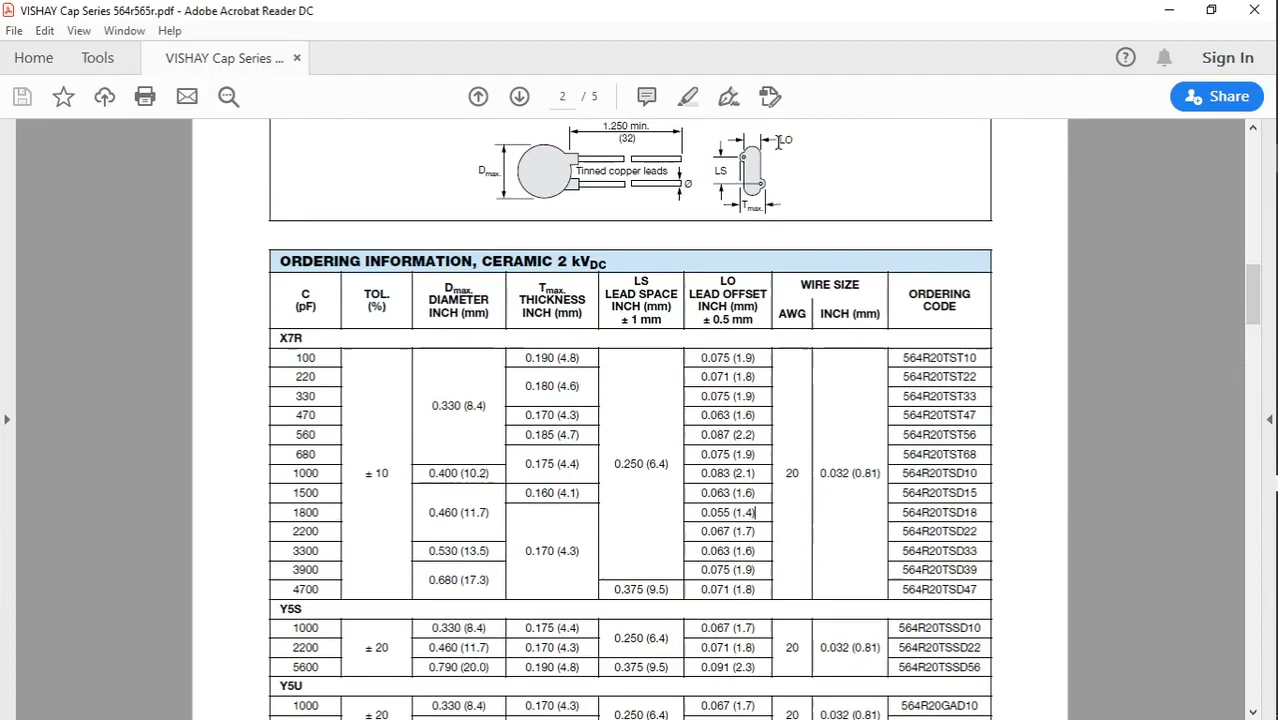 VISHAY Cap Series 564r565r.pdf - Adobe Acrobat Reader DC
File Edit View Window Help
Home Tools VISHAY Cap Series ... × Sign In
2 / 5 Share
1.250 min.
(32)
LO
Dmax.
Tinned copper leads
LS
Ø
Tmax.
ORDERING INFORMATION, CERAMIC 2 kVDC
C (pF) TOL. (%) Dmax. DIAMETER INCH (mm) Tmax. THICKNESS INCH (mm) LS LEAD SPACE INCH (mm) ± 1 mm LO LEAD OFFSET INCH (mm) ± 0.5 mm WIRE SIZE AWG INCH (mm) ORDERING CODE
X7R
100 0.190 (4.8) 0.075 (1.9) 564R20TST10
220 0.071 (1.8) 564R20TST22
0.180 (4.6)
330 0.075 (1.9) 564R20TST33
0.330 (8.4)
470 0.170 (4.3) 0.063 (1.6) 564R20TST47
560 0.185 (4.7) 0.087 (2.2) 564R20TST56
680 0.075 (1.9) 564R20TST68
0.175 (4.4) 0.250 (6.4)
1000 ± 10 0.400 (10.2) 0.083 (2.1) 20 0.032 (0.81) 564R20TSD10
1500 0.160 (4.1) 0.063 (1.6) 564R20TSD15
1800 0.460 (11.7) 0.055 (1.4) 564R20TSD18
2200 0.067 (1.7) 564R20TSD22
3300 0.530 (13.5) 0.170 (4.3) 0.063 (1.6) 564R20TSD33
3900 0.075 (1.9) 564R20TSD39
0.680 (17.3)
4700 0.375 (9.5) 0.071 (1.8) 564R20TSD47
Y5S
1000 0.330 (8.4) 0.175 (4.4) 0.067 (1.7) 564R20TSSD10
0.250 (6.4)
2200 ± 20 0.460 (11.7) 0.170 (4.3) 0.071 (1.8) 20 0.032 (0.81) 564R20TSSD22
5600 0.790 (20.0) 0.190 (4.8) 0.375 (9.5) 0.091 (2.3) 564R20TSSD56
Y5U
1000 0.330 (8.4) 0.170 (4.3) 0.067 (1.7) 564R20GAD10
± 20 0.250 (6.4) 20 0.032 (0.81)